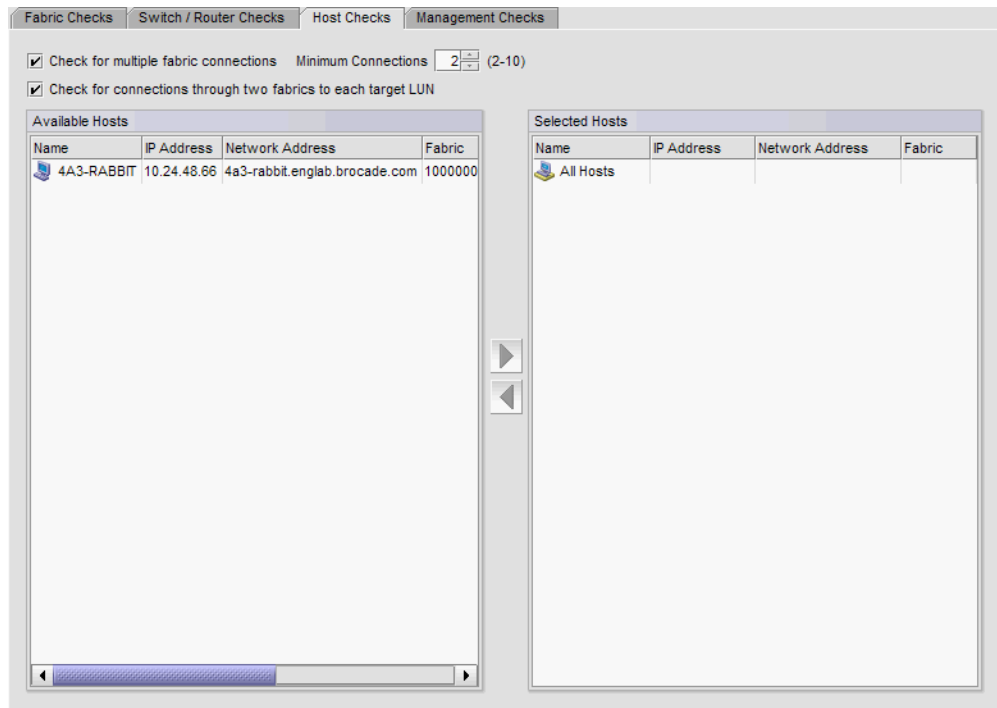 Fabric Checks Switch / Router Checks Host Checks Management Checks
Check for multiple fabric connections Minimum Connections 2 (2-10)
Check for connections through two fabrics to each target LUN
Available Hosts
Name IP Address Network Address Fabric
4A3-RABBIT 10.24.48.66 4a3-rabbit.englab.brocade.com 1000000
Selected Hosts
Name IP Address Network Address Fabric
All Hosts